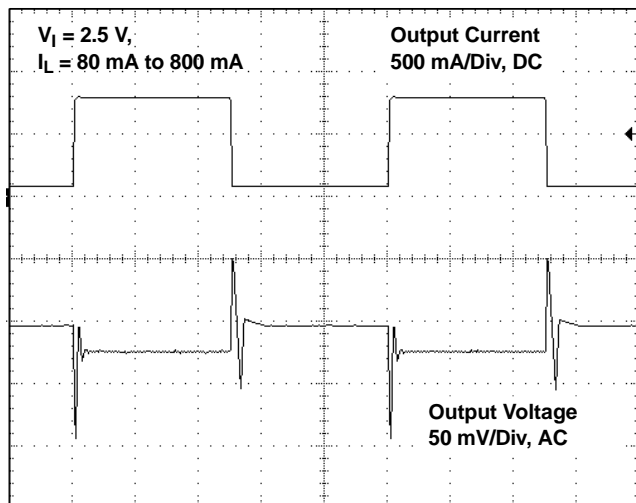 V_I = 2.5 V,
I_L = 80 mA to 800 mA
Output Current
500 mA/Div, DC
Output Voltage
50 mV/Div, AC